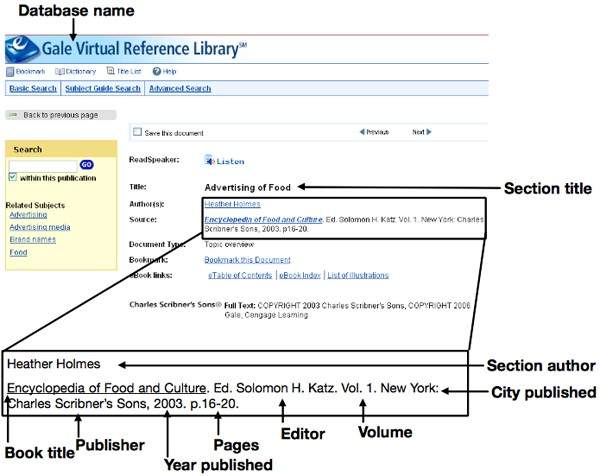 Database name
Gale Virtual Reference Library℠
Bookmark Dictionary Title List Help
Basic Search Subject Guide Search Advanced Search
Back to previous page
Save this document Previous Next
Search
GO
within this publication
Related Subjects
Advertising
Advertising media
Brand names
Food
ReadSpeaker: Listen
Title: Advertising of Food
Section title
Author(s): Heather Holmes
Source: Encyclopedia of Food and Culture. Ed. Solomon H. Katz. Vol. 1. New York: Charles
Scribner's Sons, 2003. p16-20.
Document Type: Topic overview
Bookmark: Bookmark this Document
eBook links: eTable of Contents | eBook Index | List of Illustrations
Charles Scribner's Sons® Full Text: COPYRIGHT 2003 Charles Scribner's Sons, COPYRIGHT 2006
Gale, Cengage Learning
Heather Holmes
Section author
Encyclopedia of Food and Culture. Ed. Solomon H. Katz. Vol. 1. New York:
City published
Charles Scribner's Sons, 2003. p.16-20.
Book title
Publisher
Year published
Pages
Editor
Volume